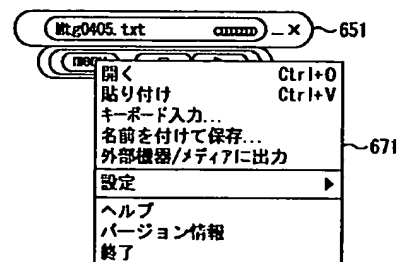 Mtg0405.txt
651
menu
開く Ctrl+O
貼り付け Ctrl+V
キーボード入力...
名前を付けて保存...
外部機器/メディアに出力
671
設定
ヘルプ
バージョン情報
終了